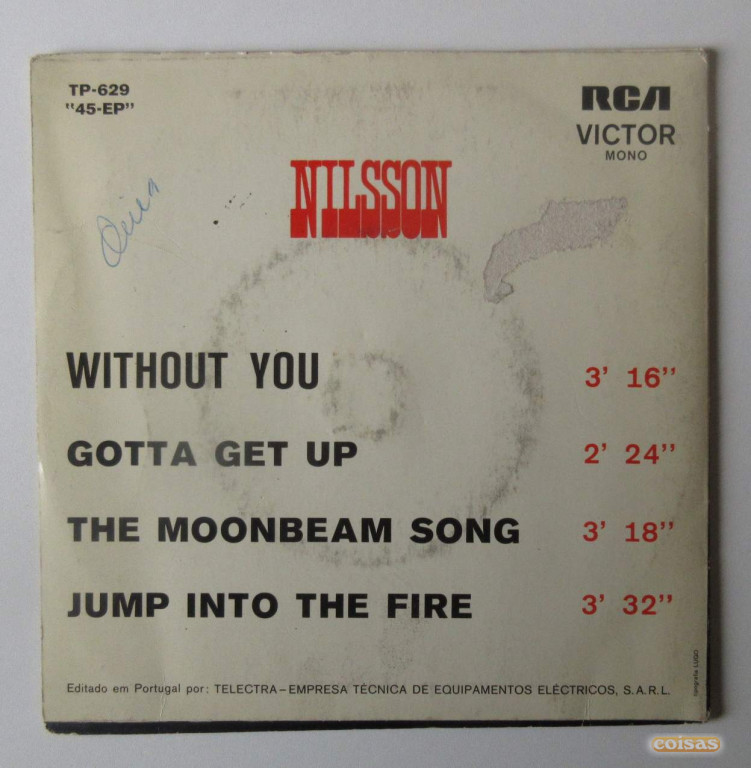 TP-629
"45-EP"
RCA
VICTOR
MONO
NILSSON
WITHOUT YOU 3' 16''
GOTTA GET UP 2' 24''
THE MOONBEAM SONG 3' 18''
JUMP INTO THE FIRE 3' 32''
Editado em Portugal por: TELECTRA–EMPRESA TÉCNICA DE EQUIPAMENTOS ELÉCTRICOS, S.A.R.L.
coisas